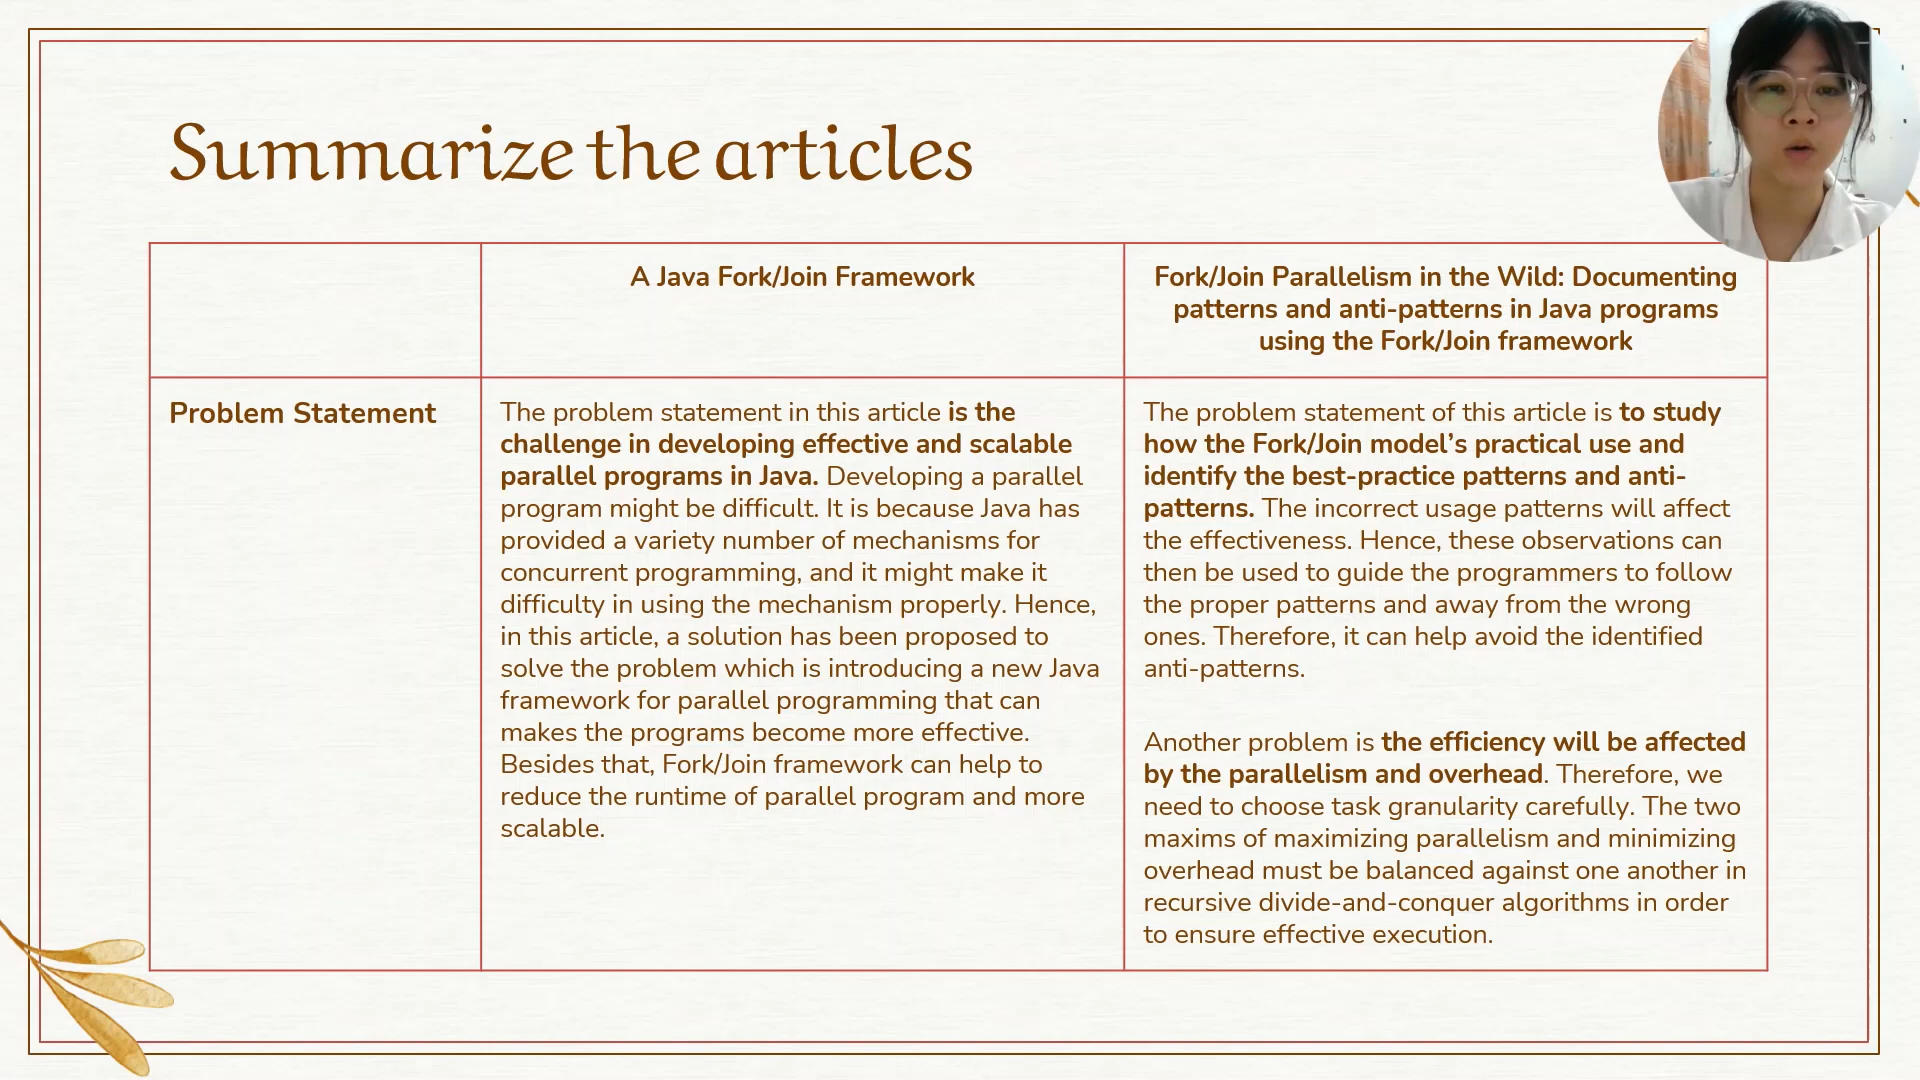 Summarize the articles
A Java Fork/Join Framework
Fork/Join Parallelism in the Wild: Documenting
patterns and anti-patterns in Java programs
using the Fork/Join framework
Problem Statement
The problem statement in this article is the
challenge in developing effective and scalable
parallel programs in Java. Developing a parallel
program might be difficult. It is because Java has
provided a variety number of mechanisms for
concurrent programming, and it might make it
difficulty in using the mechanism properly. Hence,
in this article, a solution has been proposed to
solve the problem which is introducing a new Java
framework for parallel programming that can
makes the programs become more effective.
Besides that, Fork/Join framework can help to
reduce the runtime of parallel program and more
scalable.
The problem statement of this article is to study
how the Fork/Join model’s practical use and
identify the best-practice patterns and anti-
patterns. The incorrect usage patterns will affect
the effectiveness. Hence, these observations can
then be used to guide the programmers to follow
the proper patterns and away from the wrong
ones. Therefore, it can help avoid the identified
anti-patterns.
Another problem is the efficiency will be affected
by the parallelism and overhead. Therefore, we
need to choose task granularity carefully. The two
maxims of maximizing parallelism and minimizing
overhead must be balanced against one another in
recursive divide-and-conquer algorithms in order
to ensure effective execution.